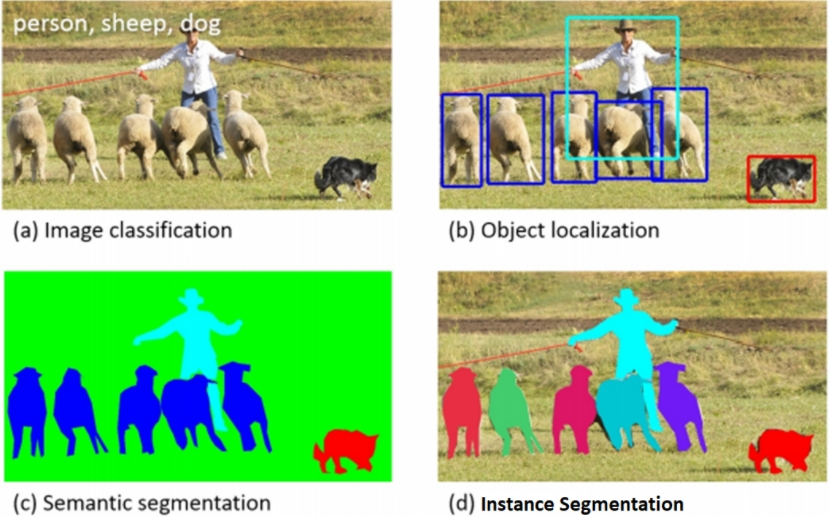 person, sheep, dog
(a) Image classification
(b) Object localization
(c) Semantic segmentation
(d) Instance Segmentation